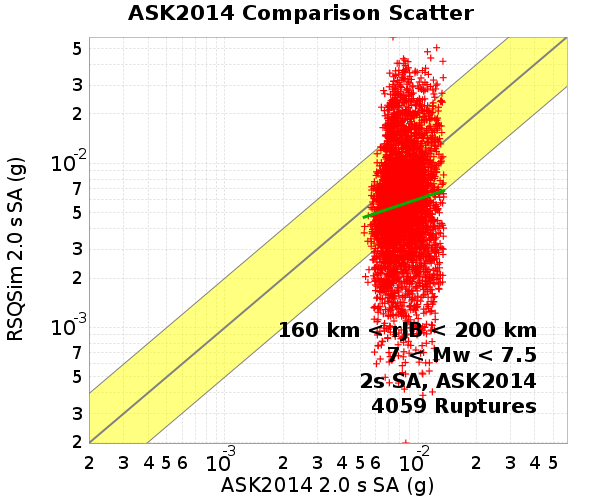 ASK2014 Comparison Scatter
RSQSim 2.0 s SA (g)
5
3
2
10-2
7
5
3
2
10-3
7
5
3
2
160 km < rJB < 200 km
7 < Mw < 7.5
2s SA, ASK2014
4059 Ruptures
2 3 4 5 6 10-3 2 3 4 5 6 10-2 2 3 4 5
ASK2014 2.0 s SA (g)